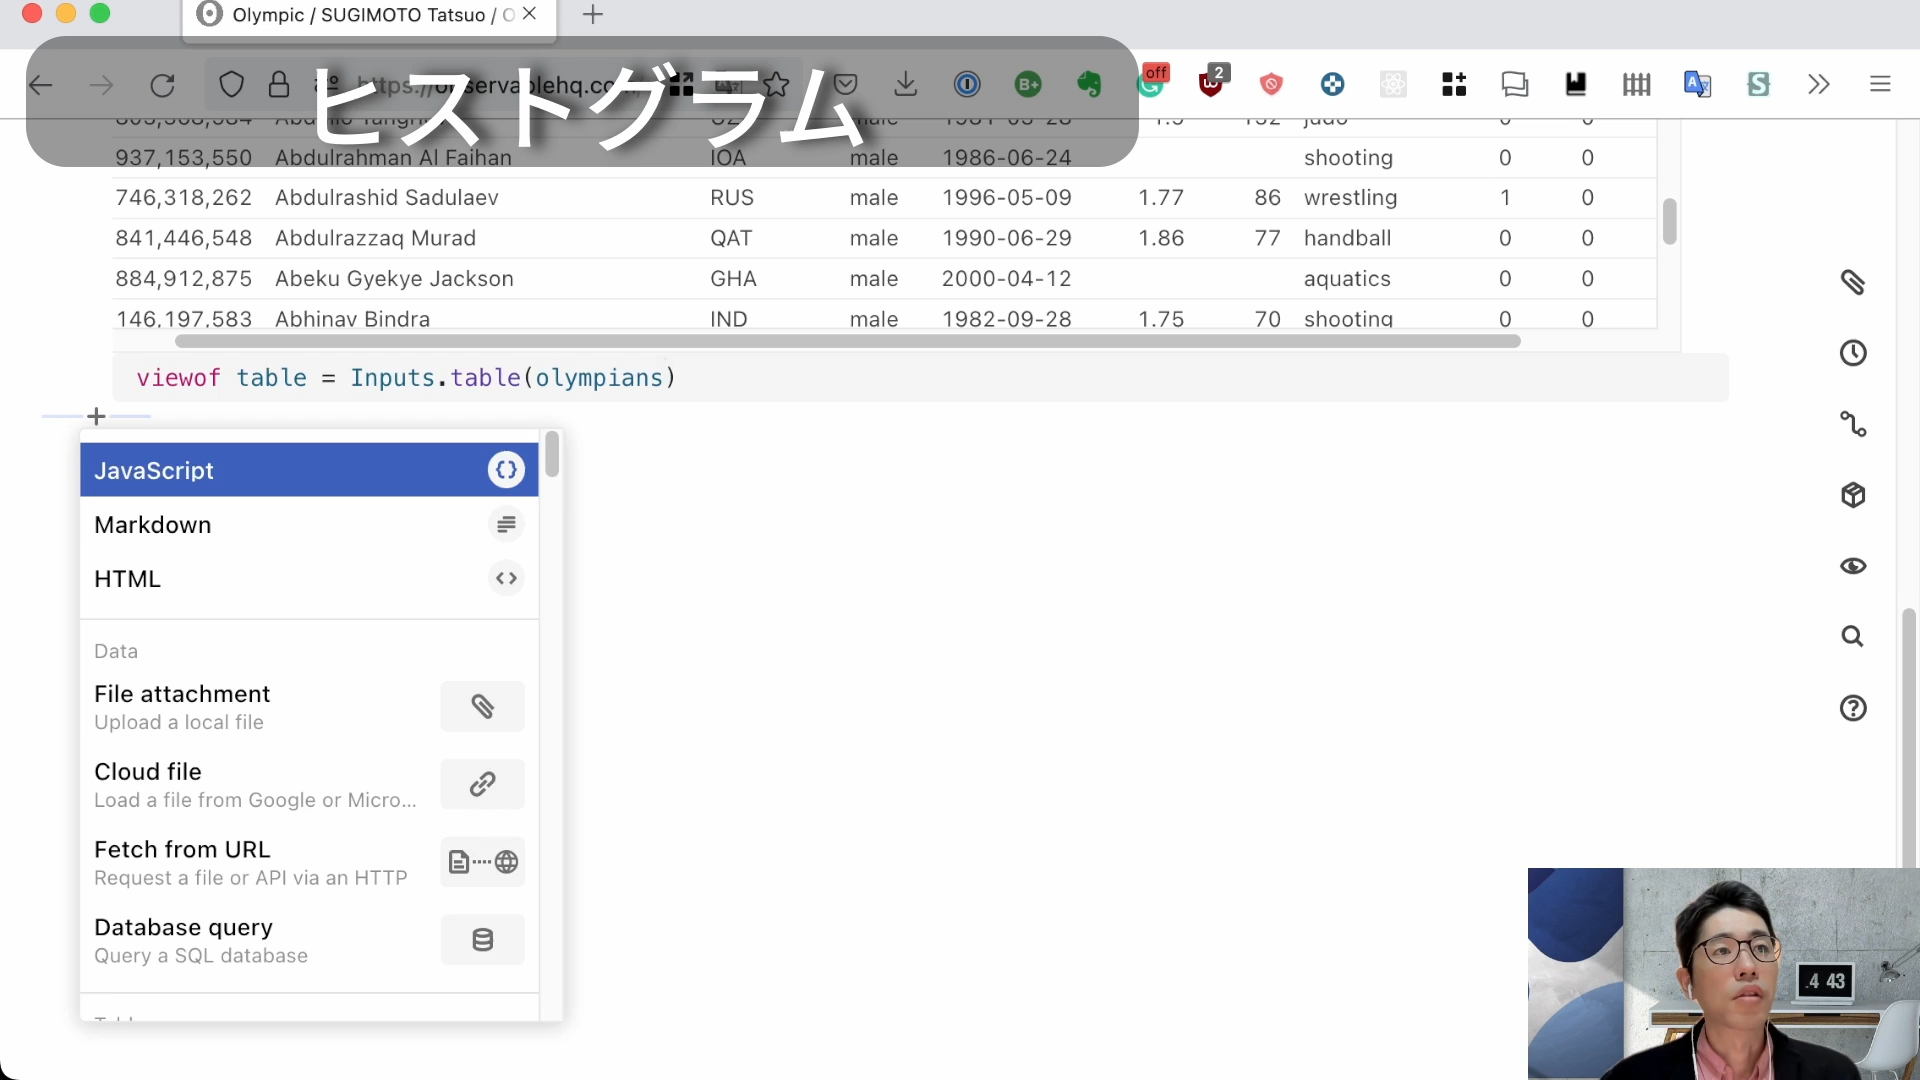 Olympic / SUGIMOTO Tatsuo / O
ヒストグラム
off
2
B+
937,153,550 Abdulrahman Al Faihan IOA male 1986-06-24 shooting 0 0
746,318,262 Abdulrashid Sadulaev RUS male 1996-05-09 1.77 86 wrestling 1 0
841,446,548 Abdulrazzaq Murad QAT male 1990-06-29 1.86 77 handball 0 0
884,912,875 Abeku Gyekye Jackson GHA male 2000-04-12 aquatics 0 0
146,197,583 Abhinav Bindra IND male 1982-09-28 1.75 70 shooting 0 0
viewof table = Inputs.table(olympians)
JavaScript
Markdown
HTML
Data
File attachment
Upload a local file
Cloud file
Load a file from Google or Micro...
Fetch from URL
Request a file or API via an HTTP
Database query
Query a SQL database